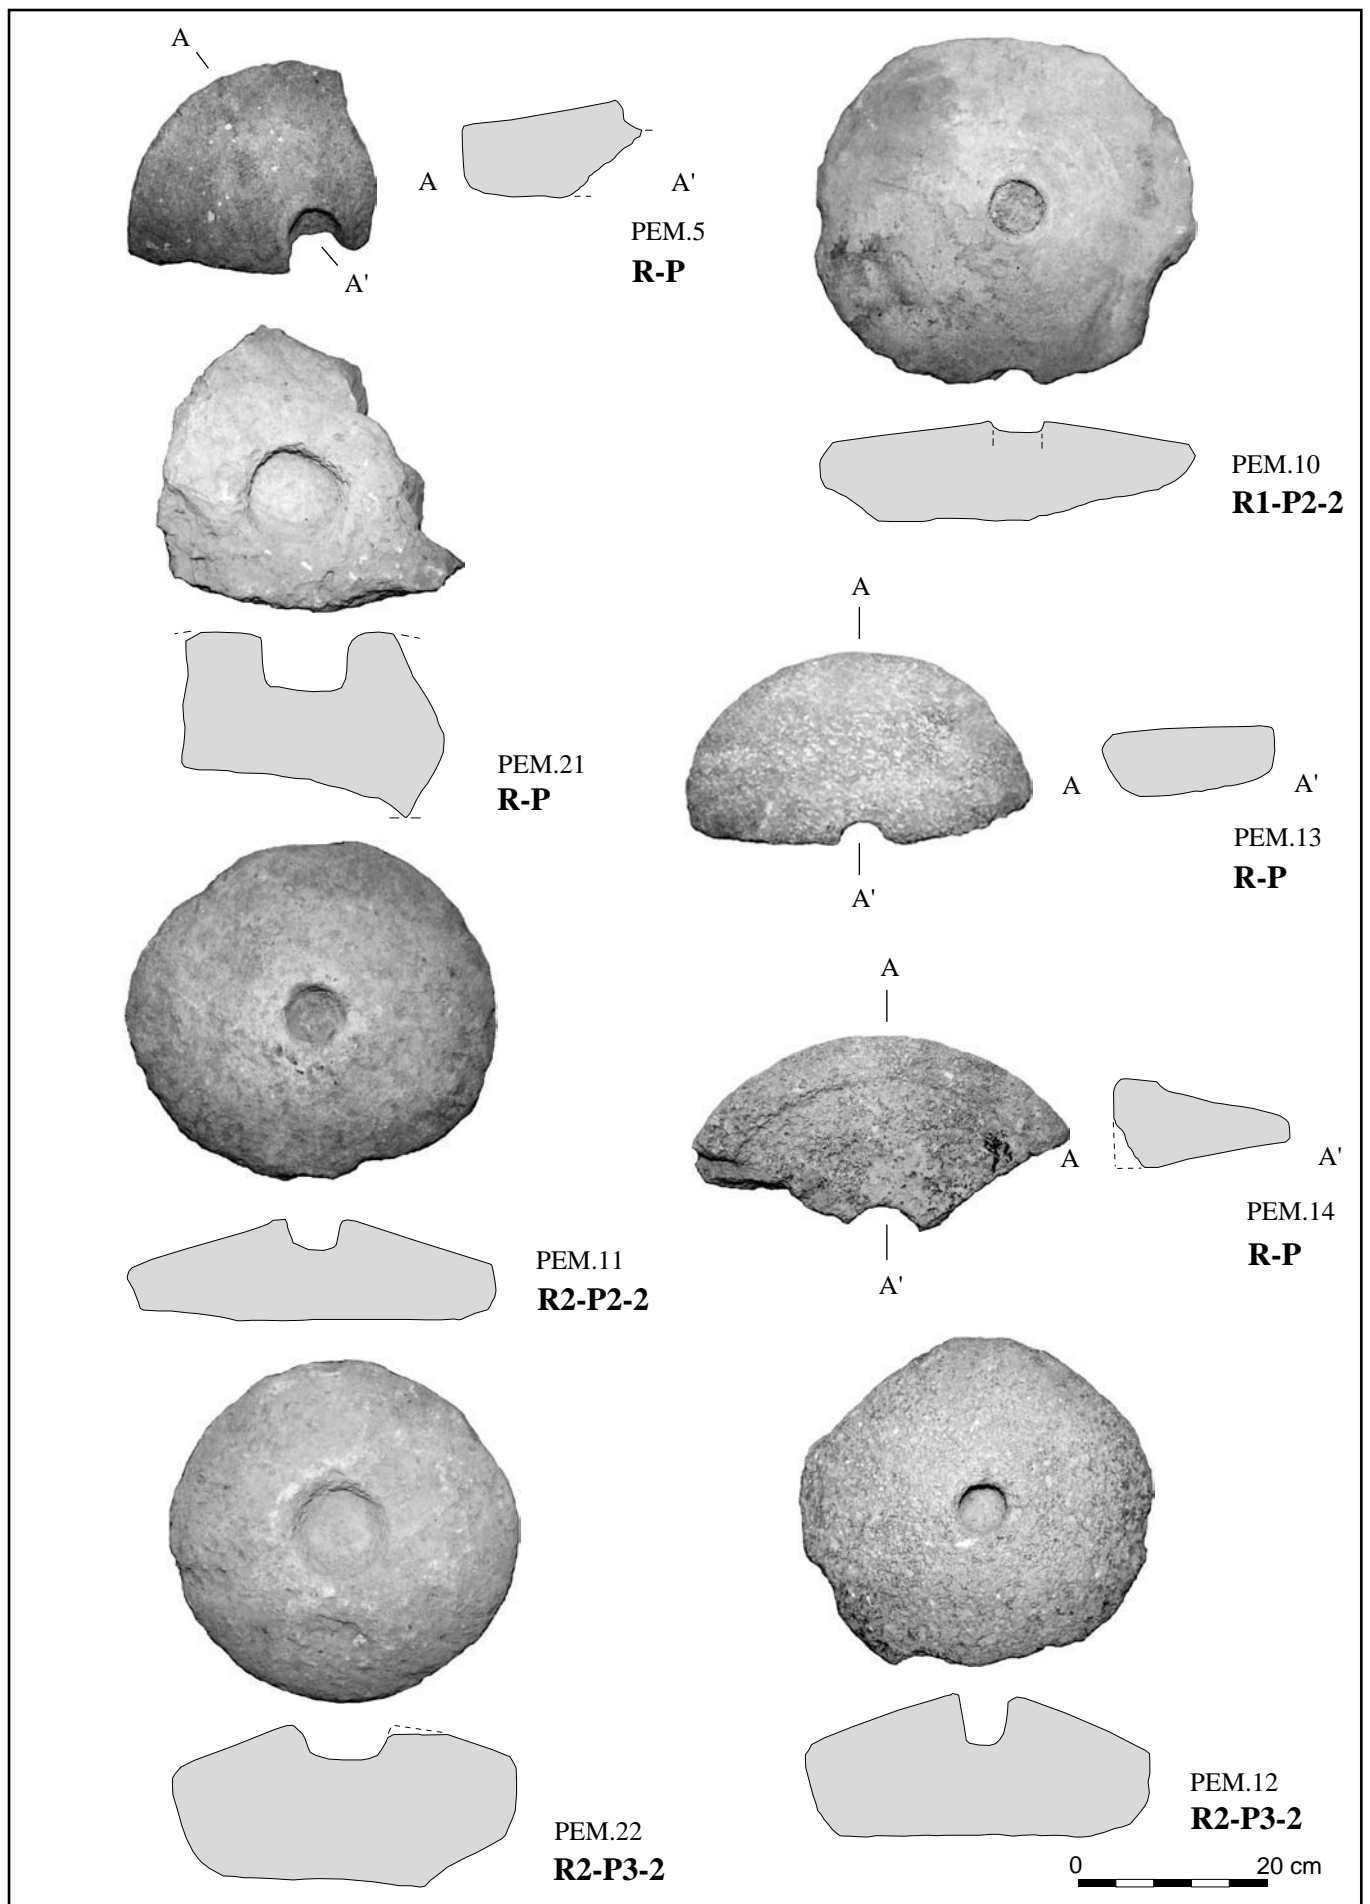 A
A
A'
A'
PEM.5
R-P
PEM.21
R-P
PEM.11
R2-P2-2
PEM.22
R2-P3-2
PEM.10
R1-P2-2
A
A
A'
PEM.13
R-P
A'
A
A
A'
PEM.14
R-P
A'
PEM.12
R2-P3-2
0 20 cm